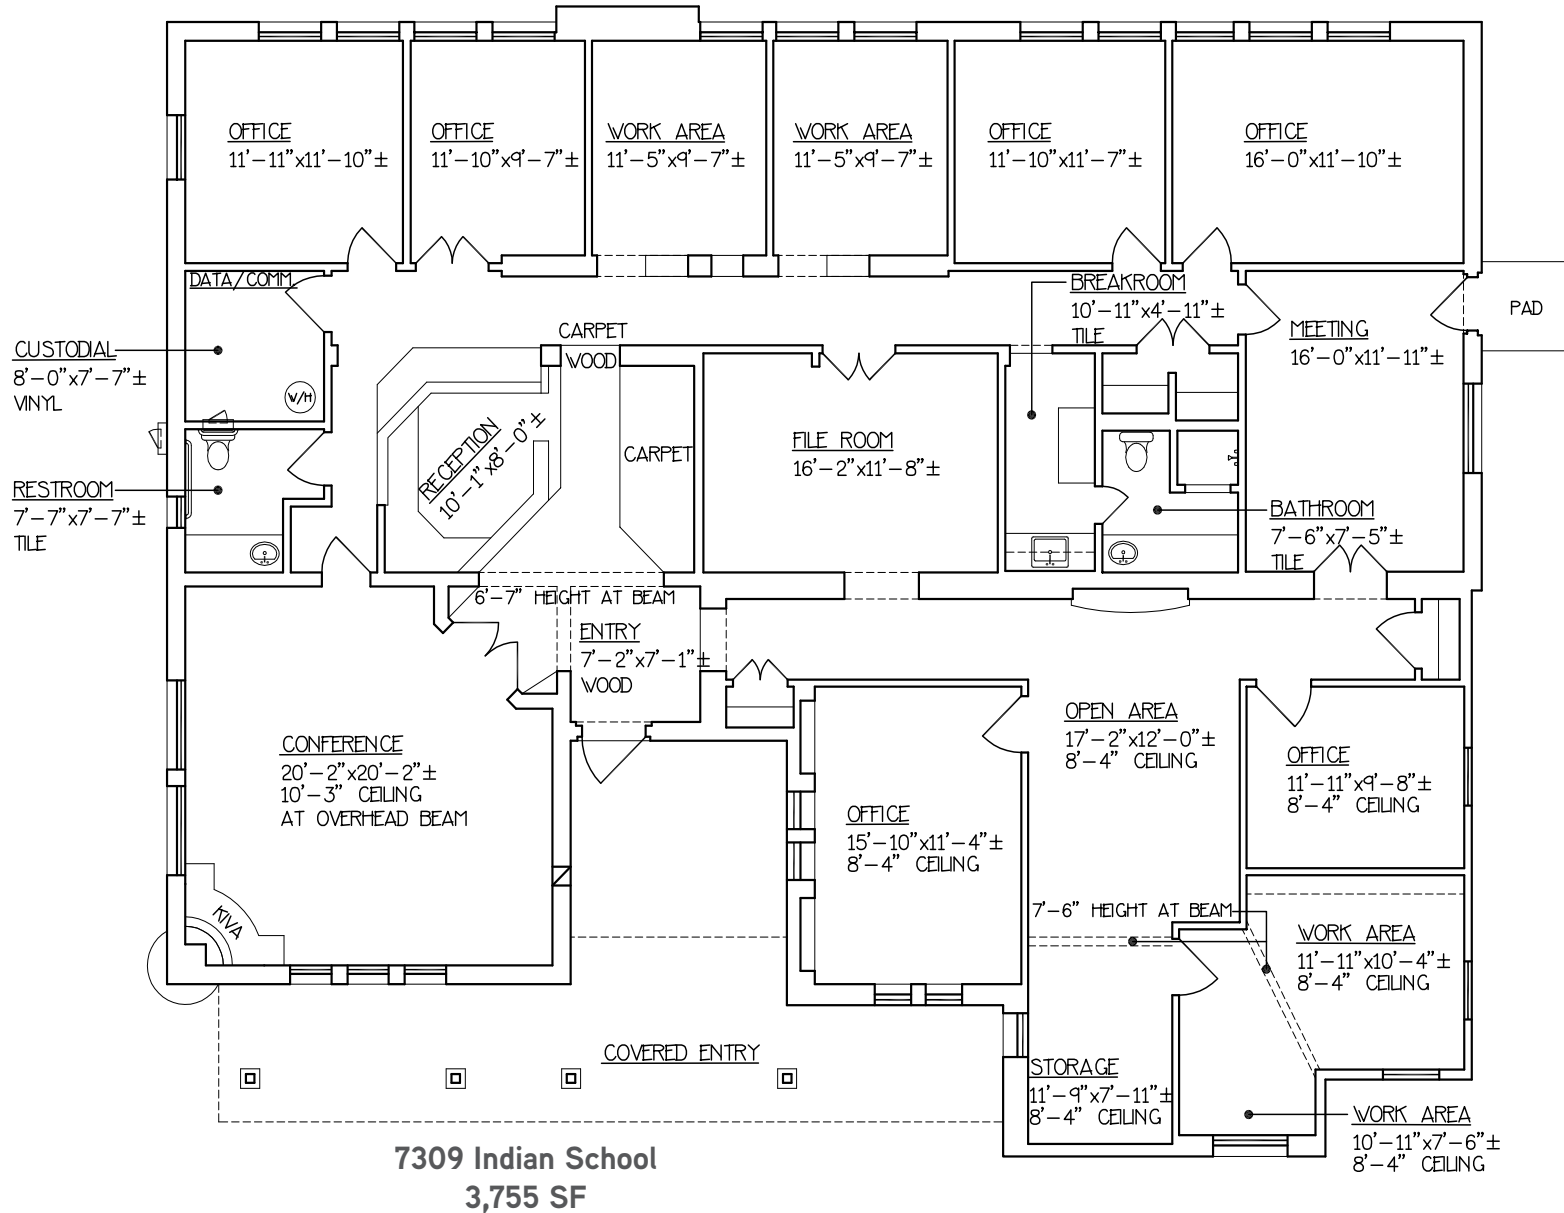 OFFICE
11'-11"x11'-10"±
OFFICE
11'-10"x9'-7"±
WORK AREA
11'-5"x9'-7"±
WORK AREA
11'-5"x9'-7"±
OFFICE
11'-10"x11'-7"±
OFFICE
16'-0"x11'-10"±
DATA/COMM
BREAKROOM
10'-11"x4'-11"±
TILE
PAD
CARPET
WOOD
MEETING
16'-0"x11'-11"±
CUSTODIAL
8'-0"x7'-7"±
VINYL
W/H
RECEPTION
10'-1"x8'-0"±
CARPET
FILE ROOM
16'-2"x11'-8"±
RESTROOM
7'-7"x7'-7"±
TILE
BATHROOM
7'-6"x7'-5"±
TILE
6'-7" HEIGHT AT BEAM
ENTRY
7'-2"x7'-1"±
WOOD
OPEN AREA
17'-2"x12'-0"±
8'-4" CEILING
CONFERENCE
20'-2"x20'-2"±
10'-3" CEILING
AT OVERHEAD BEAM
OFFICE
11'-11"x9'-8"±
8'-4" CEILING
OFFICE
15'-10"x11'-4"±
8'-4" CEILING
KIVA
7'-6" HEIGHT AT BEAM
WORK AREA
11'-11"x10'-4"±
8'-4" CEILING
COVERED ENTRY
STORAGE
11'-9"x7'-11"±
8'-4" CEILING
WORK AREA
10'-11"x7'-6"±
8'-4" CEILING
7309 Indian School
3,755 SF